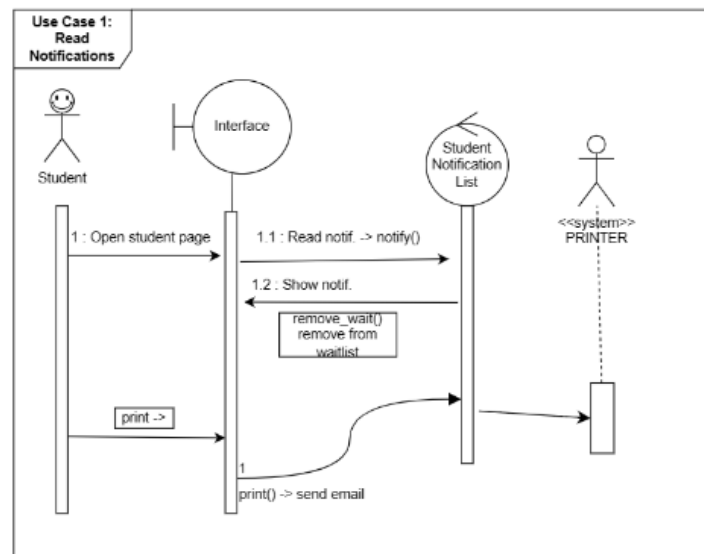 Use Case 1:
Read
Notifications
Student
Interface
Student
Notification
List
<<system>>
PRINTER
1 : Open student page
1.1 : Read notif. -> notify()
1.2 : Show notif.
remove_wait()
remove from
waitlist
print ->
1
print() -> send email